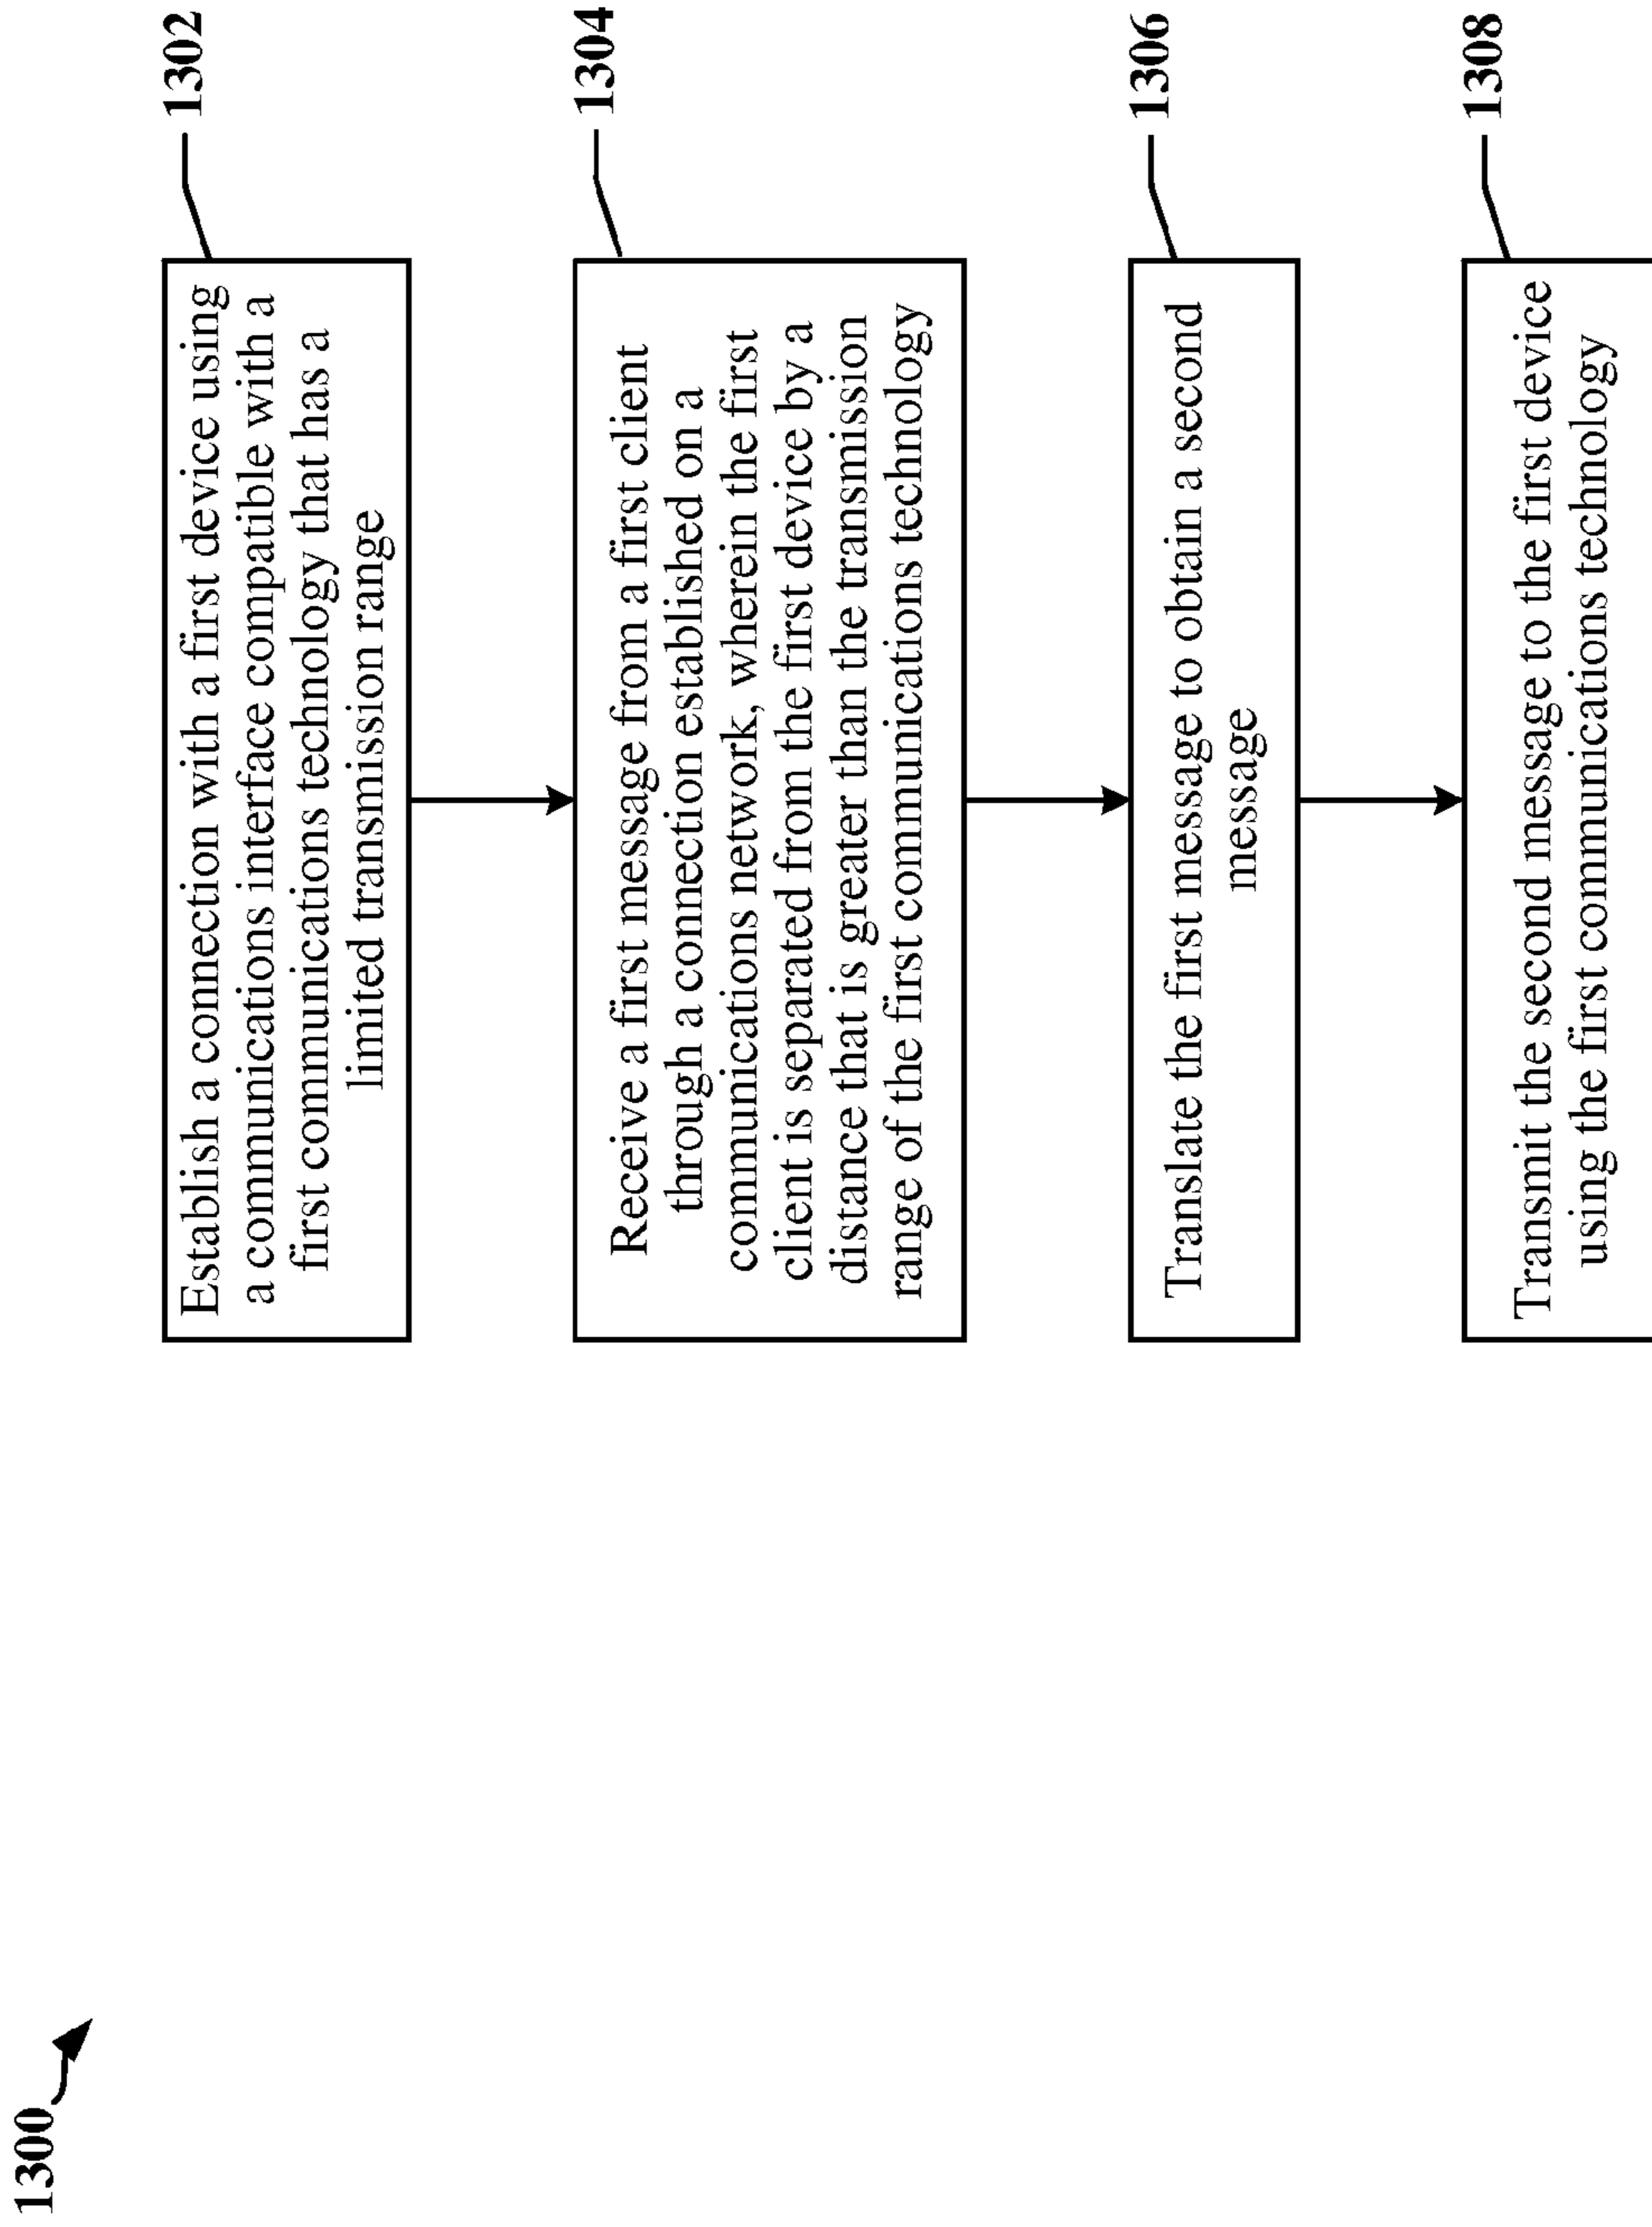 1300
1302
Establish a connection with a first device using
a communications interface compatible with a
first communications technology that has a
limited transmission range
1304
Receive a first message from a first client
through a connection established on a
communications network, wherein the first
client is separated from the first device by a
distance that is greater than the transmission
range of the first communications technology
1306
Translate the first message to obtain a second
message
1308
Transmit the second message to the first device
using the first communications technology